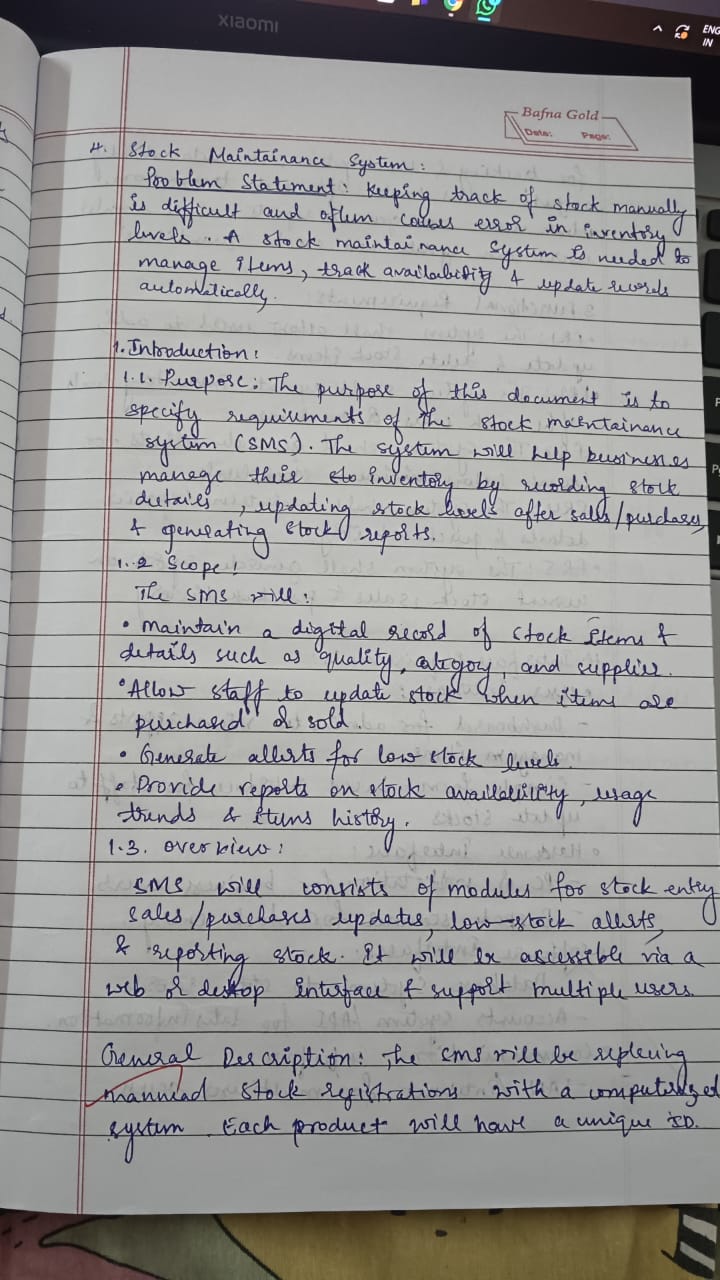 XIAOMI
ENG
IN
Bafna Gold
Date: Page:
4. Stock Maintainance System :
Problem Statement : Keeping track of stock manually
is difficult and often causes error in inventory
levels. A stock maintainance system is needed to
manage items, track availability & update records
automatically.
1. Introduction :
1.1. Purpose : The purpose of this document is to
specify requirements of the stock maintainance
system (SMS). The system will help businesses
manage their sto inventory by recording stock
details, updating stock levels after sales/purchases
& generating stock reports.
1.2 Scope :
The SMS will :
• Maintain a digital record of stock items &
details such as quality, category, and supplier.
• Allow staff to update stock when items are
purchased or sold.
• Generate allerts for low stock levels.
• Provide reports on stock availability, usage
trends & items history.
1.3. Overview :
SMS will consists of modules for stock entry
sales/purchases updates, low-stock allerts,
& reporting stock. It will be accessible via a
web or desktop interface & support multiple users.
General Description : The SMS will be replacing
stock registrations with a computerized
system. Each product will have a unique ID.